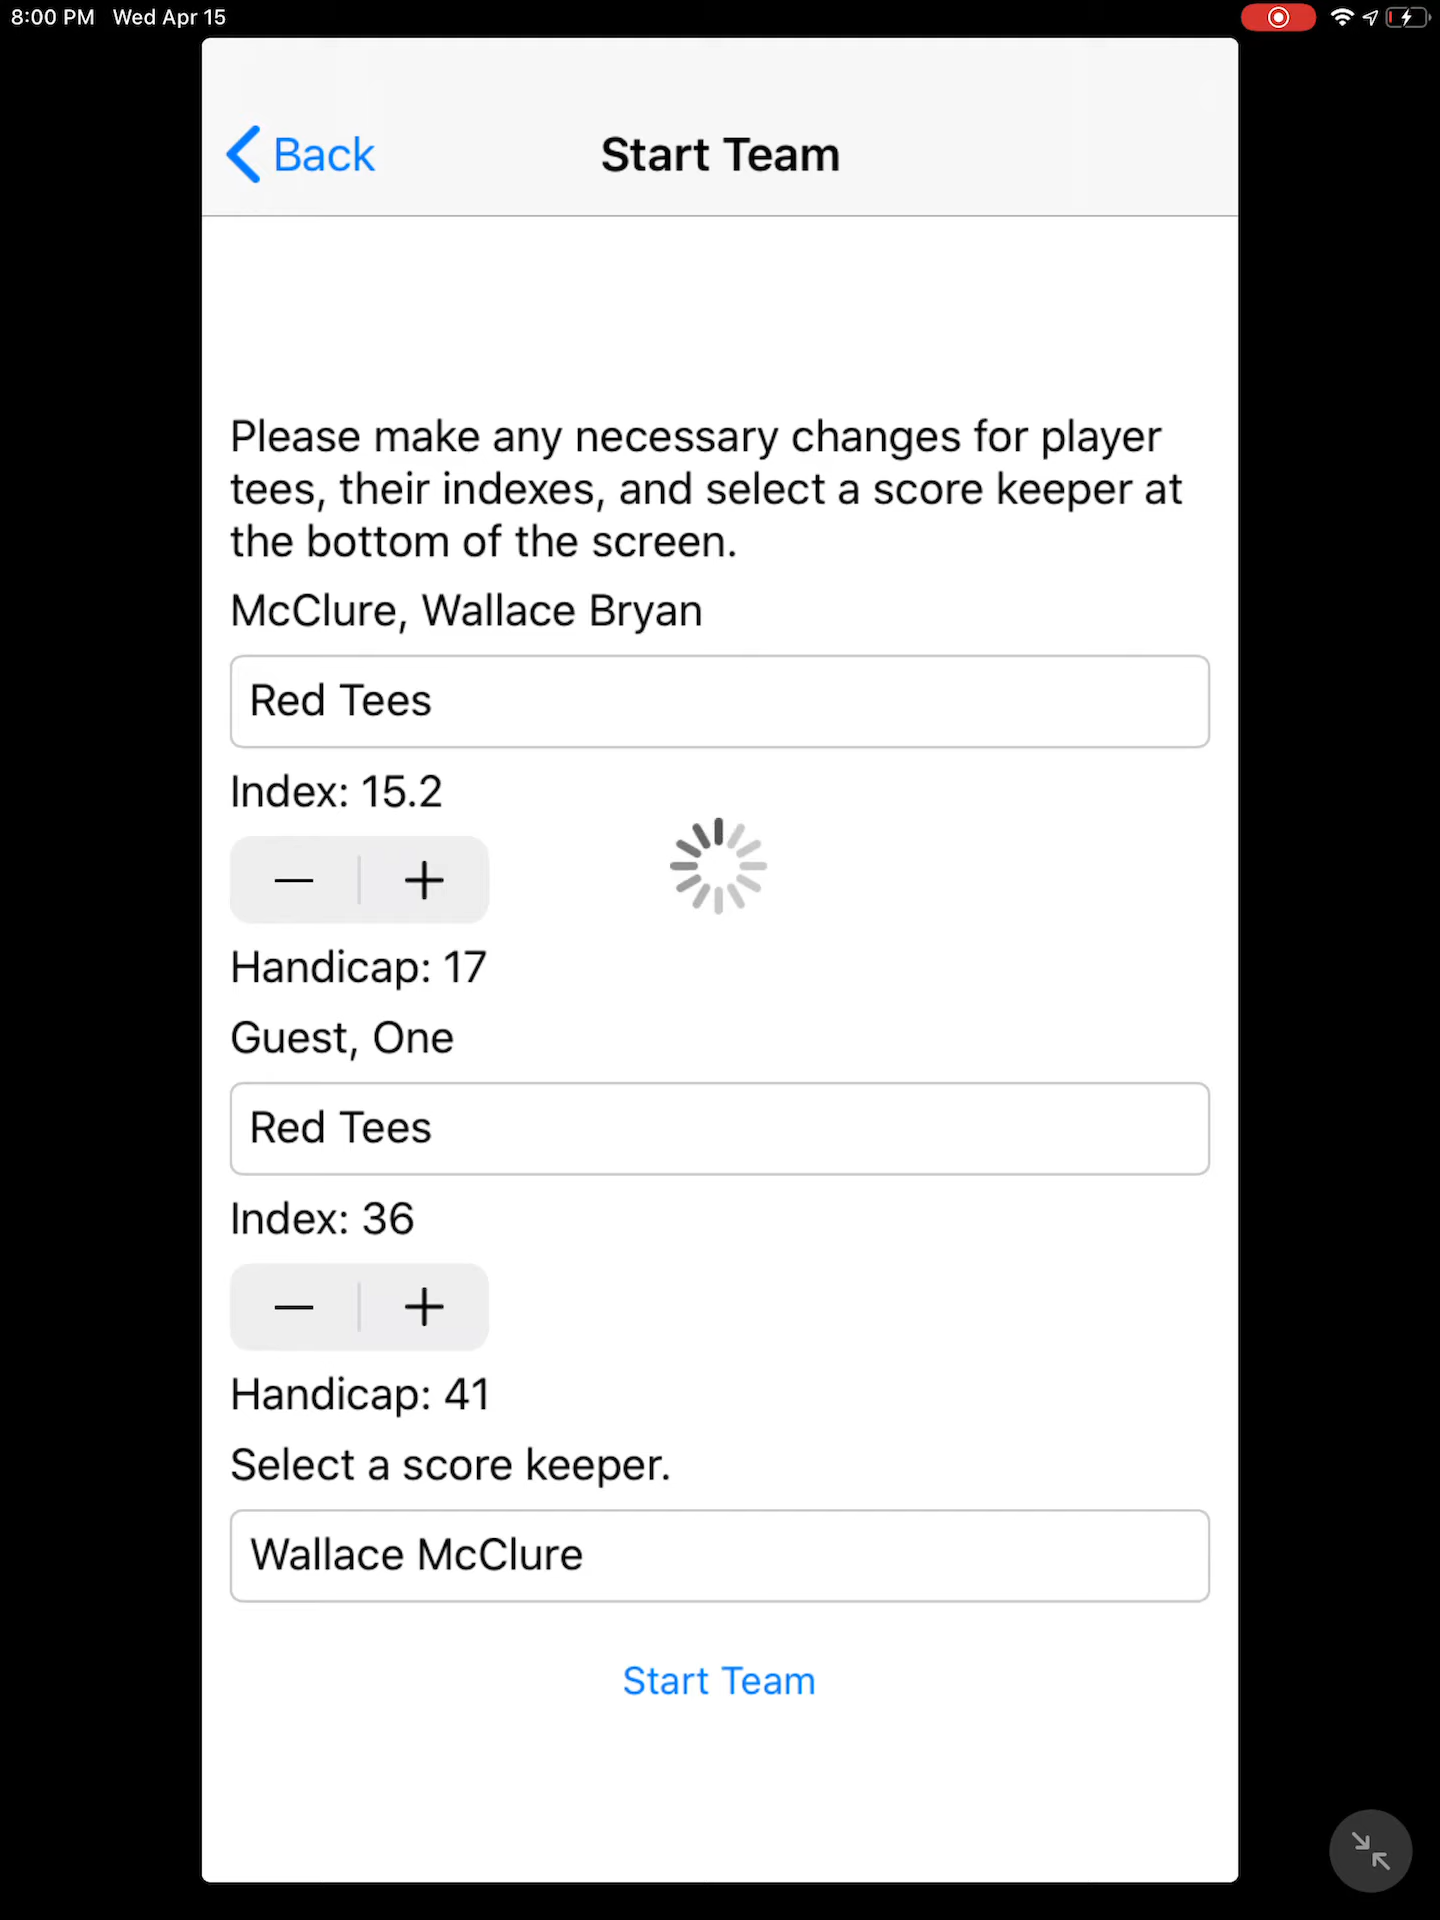 8:00 PM Wed Apr 15
Back
Start Team
Please make any necessary changes for player
tees, their indexes, and select a score keeper at
the bottom of the screen.
McClure, Wallace Bryan
Red Tees
Index: 15.2
Handicap: 17
Guest, One
Red Tees
Index: 36
Handicap: 41
Select a score keeper.
Wallace McClure
Start Team